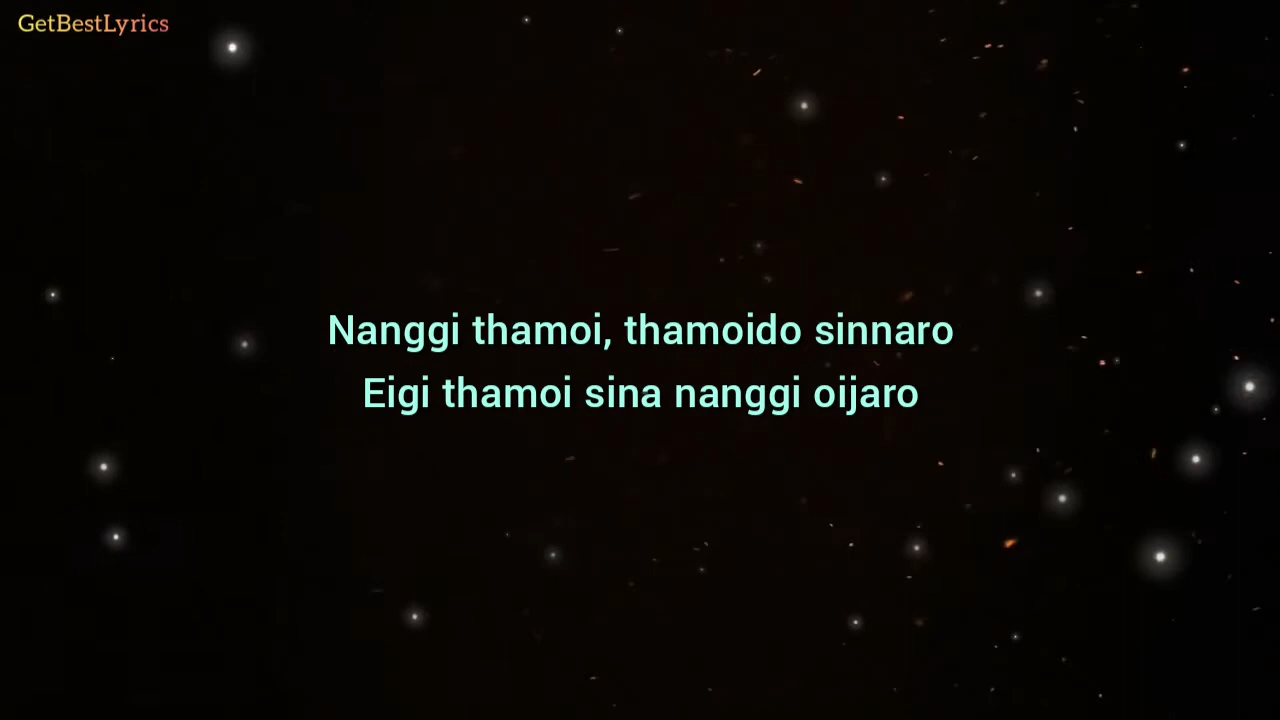 GetBestLyrics
Nanggi thamoi, thamoido sinnaro
Eigi thamoi sina nanggi oijaro